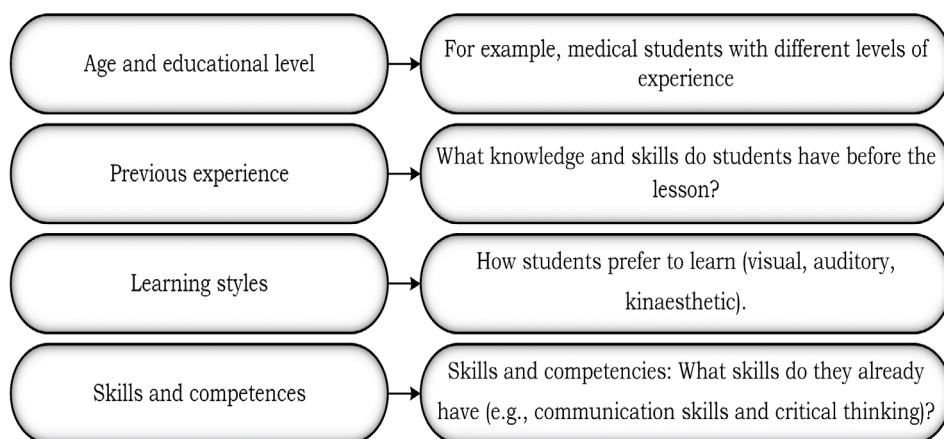 Age and educational level
For example, medical students with different levels of
experience
Previous experience
What knowledge and skills do students have before the
lesson?
Learning styles
How students prefer to learn (visual, auditory,
kinaesthetic).
Skills and competences
Skills and competencies: What skills do they already
have (e.g., communication skills and critical thinking)?